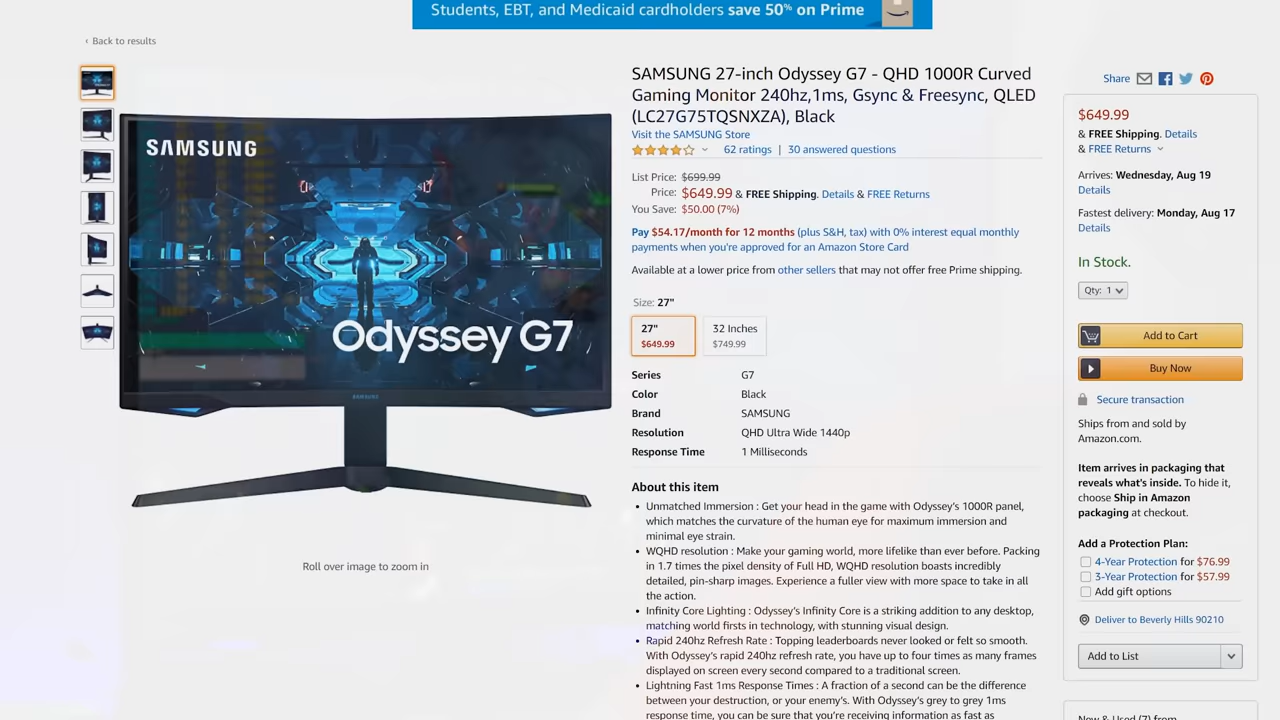 Students, EBT, and Medicaid cardholders save 50% on Prime
‹ Back to results
SAMSUNG
Odyssey G7
SAMSUNG
Roll over image to zoom in
SAMSUNG 27-inch Odyssey G7 - QHD 1000R Curved
Gaming Monitor 240hz,1ms, Gsync & Freesync, QLED
(LC27G75TQSNXZA), Black
Visit the SAMSUNG Store
62 ratings | 30 answered questions
List Price: $699.99
Price: $649.99 & FREE Shipping. Details & FREE Returns
You Save: $50.00 (7%)
Pay $54.17/month for 12 months (plus S&H, tax) with 0% interest equal monthly
payments when you're approved for an Amazon Store Card
Available at a lower price from other sellers that may not offer free Prime shipping.
Size: 27"
27" 32 Inches
$649.99 $749.99
Series G7
Color Black
Brand SAMSUNG
Resolution QHD Ultra Wide 1440p
Response Time 1 Milliseconds
About this item
• Unmatched Immersion : Get your head in the game with Odyssey's 1000R panel,
which matches the curvature of the human eye for maximum immersion and
minimal eye strain.
• WQHD resolution : Make your gaming world, more lifelike than ever before. Packing
in 1.7 times the pixel density of Full HD, WQHD resolution boasts incredibly
detailed, pin-sharp images. Experience a fuller view with more space to take in all
the action.
• Infinity Core Lighting : Odyssey's Infinity Core is a striking addition to any desktop,
matching world firsts in technology, with stunning visual design.
• Rapid 240hz Refresh Rate : Topping leaderboards never looked or felt so smooth.
With Odyssey's rapid 240hz refresh rate, you have up to four times as many frames
displayed on screen every second compared to a traditional screen.
• Lightning Fast 1ms Response Times : A fraction of a second can be the difference
between your destruction, or your enemy's. With Odyssey's grey to grey 1ms
response time, you can be sure that you're receiving information as fast as
Share
$649.99
& FREE Shipping. Details
& FREE Returns
Arrives: Wednesday, Aug 19
Details
Fastest delivery: Monday, Aug 17
Details
In Stock.
Qty: 1
Add to Cart
Buy Now
Secure transaction
Ships from and sold by
Amazon.com.
Item arrives in packaging that
reveals what's inside. To hide it,
choose Ship in Amazon
packaging at checkout.
Add a Protection Plan:
4-Year Protection for $76.99
3-Year Protection for $57.99
Add gift options
Deliver to Beverly Hills 90210
Add to List
New & Used (7) from